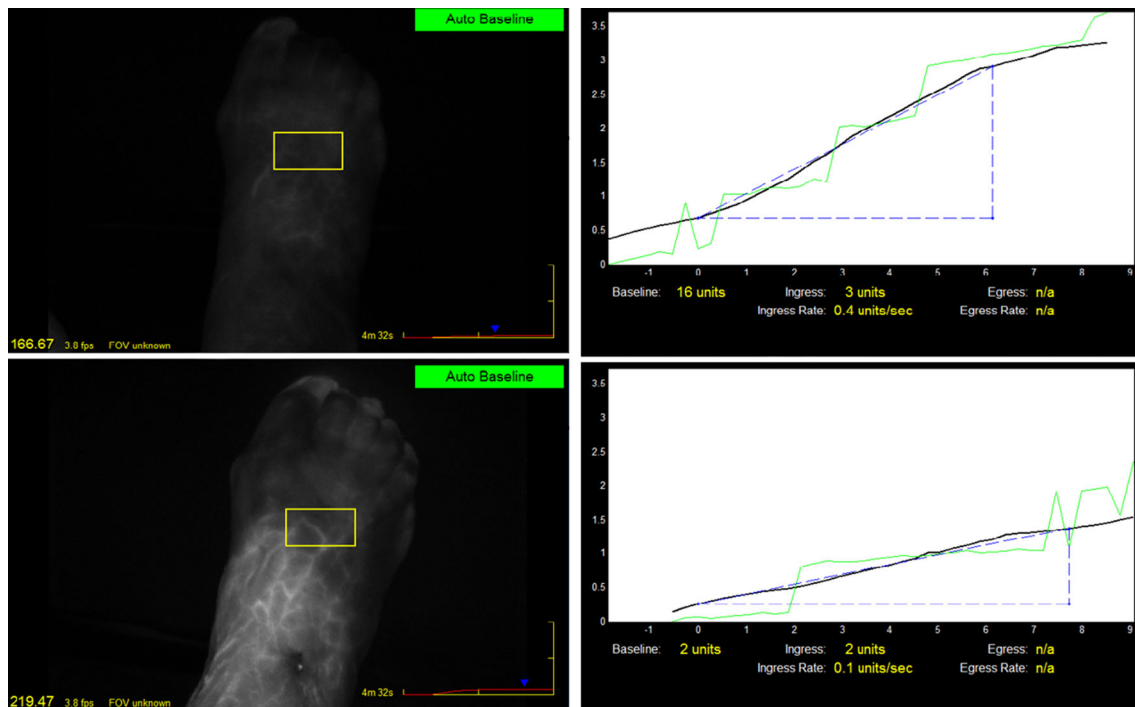 Auto Baseline
4m 32s
166.67 3.8 fps FOV unknown
3.5
3
2.5
2
1.5
1
0.5
0
-1 0 1 2 3 4 5 6 7 8 9
Baseline: 16 units Ingress: 3 units Egress: n/a
Ingress Rate: 0.4 units/sec Egress Rate: n/a
Auto Baseline
4m 32s
219.47 3.8 fps FOV unknown
3.5
3
2.5
2
1.5
1
0.5
0
-1 0 1 2 3 4 5 6 7 8 9
Baseline: 2 units Ingress: 2 units Egress: n/a
Ingress Rate: 0.1 units/sec Egress Rate: n/a